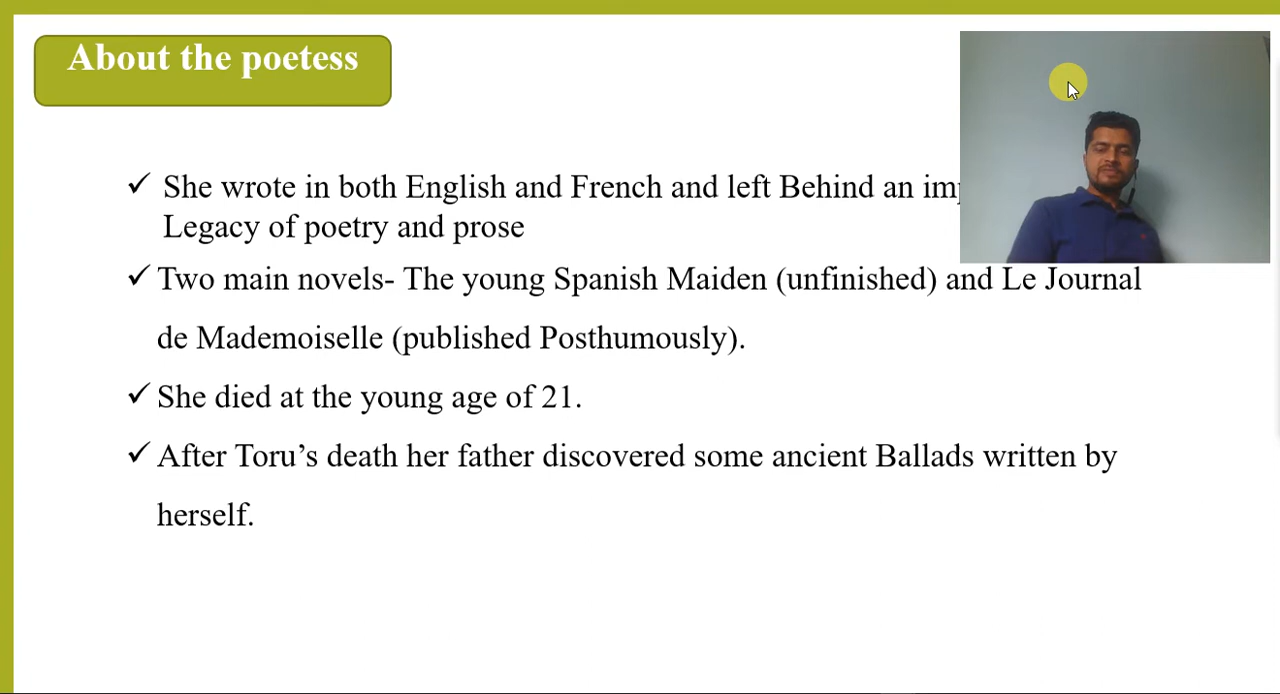 About the poetess
✓ She wrote in both English and French and left Behind an
Legacy of poetry and prose
✓ Two main novels- The young Spanish Maiden (unfinished) and Le Journal
de Mademoiselle (published Posthumously).
✓ She died at the young age of 21.
✓ After Toru’s death her father discovered some ancient Ballads written by
herself.